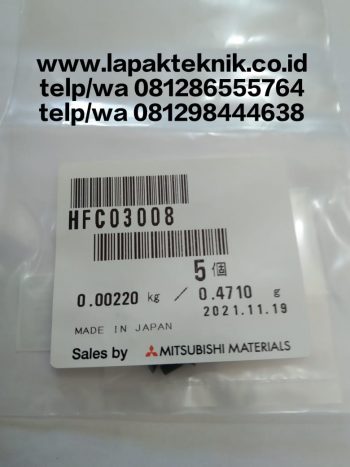 www.lapakteknik.co.id
telp/wa 081286555764
telp/wa 081298444638
HFC03008
5個
0.00220 kg / 0.4710 g
2021.11.19
MADE IN JAPAN
Sales by MITSUBISHI MATERIALS